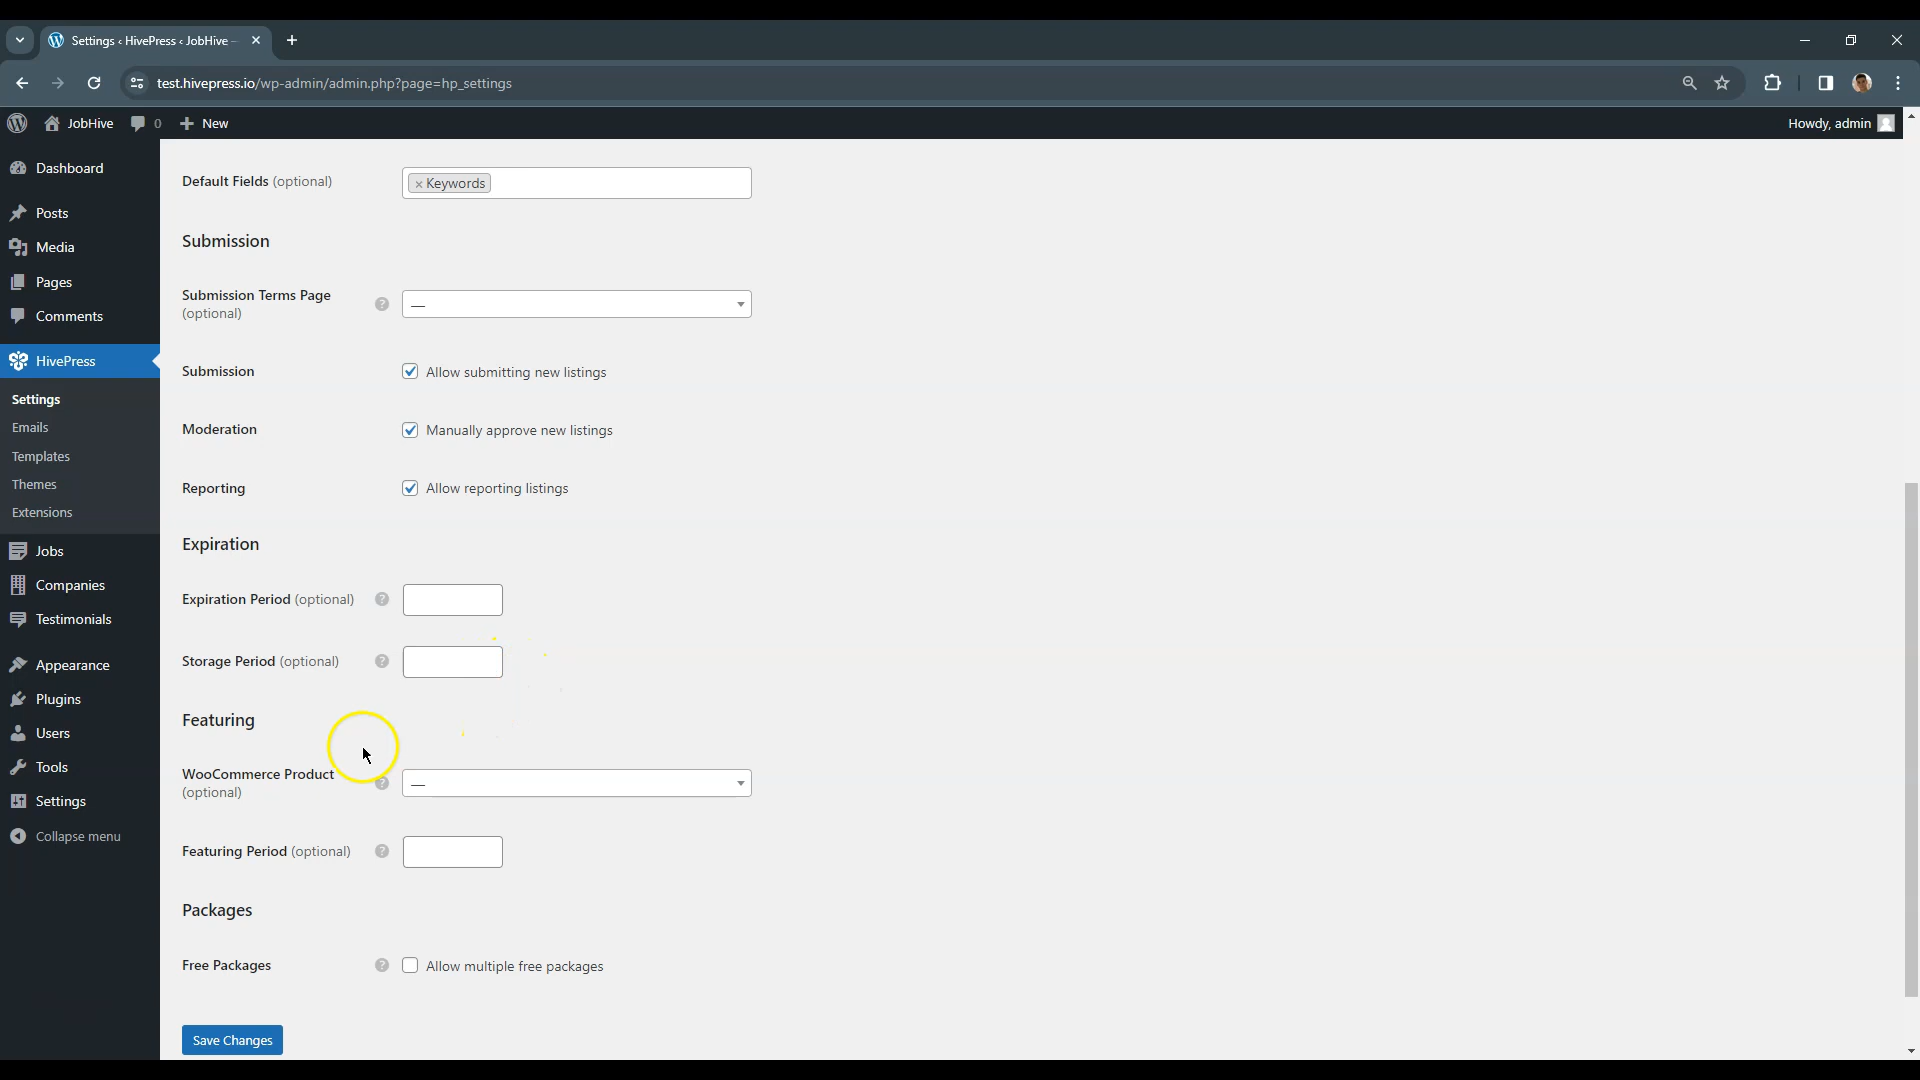 Settings ‹ HivePress ‹ JobHive —
test.hivepress.io/wp-admin/admin.php?page=hp_settings
JobHive 0 New Howdy, admin
Dashboard
Posts
Media
Pages
Comments
HivePress
Settings
Emails
Templates
Themes
Extensions
Jobs
Companies
Testimonials
Appearance
Plugins
Users
Tools
Settings
Collapse menu
Default Fields (optional) × Keywords
Submission
Submission Terms Page ? —
(optional)
Submission Allow submitting new listings
Moderation Manually approve new listings
Reporting Allow reporting listings
Expiration
Expiration Period (optional) ?
Storage Period (optional) ?
Featuring
WooCommerce Product ? —
(optional)
Featuring Period (optional) ?
Packages
Free Packages ? Allow multiple free packages
Save Changes